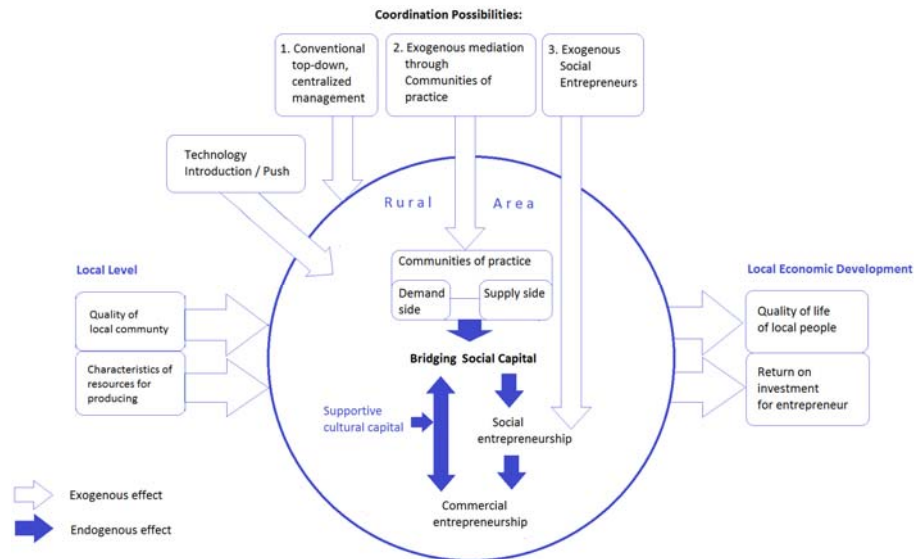 Coordination Possibilities:
1. Conventional
top-down,
centralized
management
2. Exogenous mediation
through
Communities of
practice
3. Exogenous
Social
Entrepreneurs
Technology
Introduction / Push
Rural Area
Local Level
Quality of
local communty
Characteristics of
resources for
producing
Communities of practice
Demand
side
Supply side
Bridging Social Capital
Supportive
cultural capital
Social
entrepreneurship
Commercial
entrepreneurship
Local Economic Development
Quality of life
of local people
Return on
investment
for entrepreneur
Exogenous effect
Endogenous effect